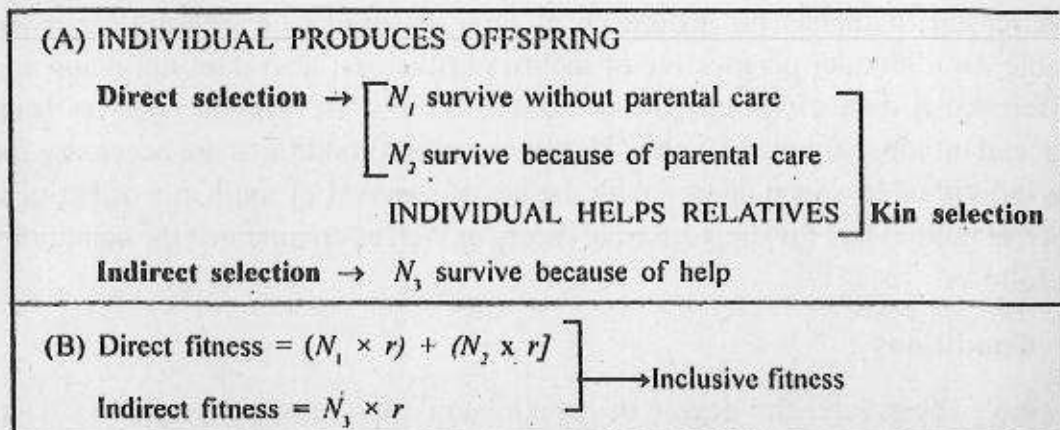 (A) INDIVIDUAL PRODUCES OFFSPRING
Direct selection → N₁ survive without parental care
N₂ survive because of parental care
INDIVIDUAL HELPS RELATIVES Kin selection
Indirect selection → N₃ survive because of help
(B) Direct fitness = (N₁ × r) + (N₂ x r]
→Inclusive fitness
Indirect fitness = N₃ × r